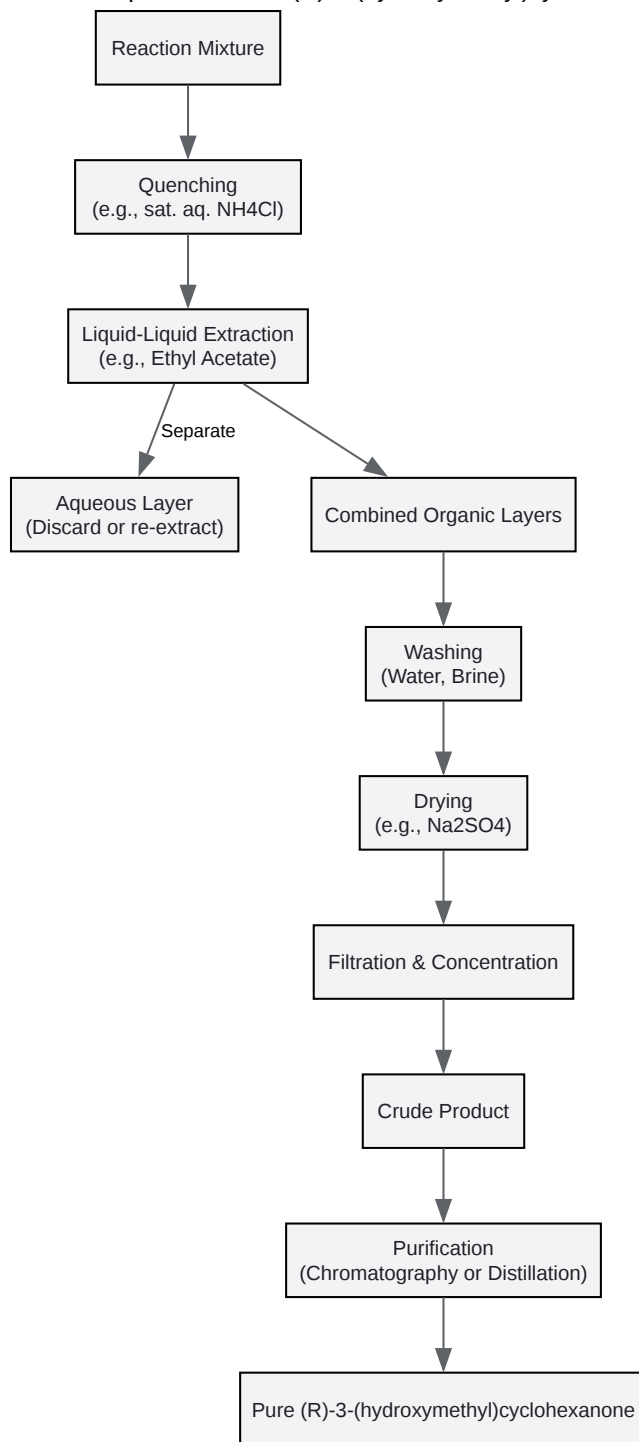 Reaction Mixture
Quenching
(e.g., sat. aq. NH4Cl)
Liquid-Liquid Extraction
(e.g., Ethyl Acetate)
Separate
Aqueous Layer
(Discard or re-extract)
Combined Organic Layers
Washing
(Water, Brine)
Drying
(e.g., Na2SO4)
Filtration & Concentration
Crude Product
Purification
(Chromatography or Distillation)
Pure (R)-3-(hydroxymethyl)cyclohexanone